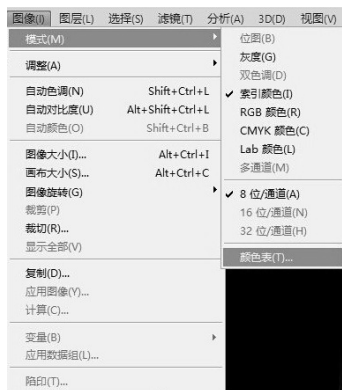 图像(I) 图层(L) 选择(S) 滤镜(T) 分析(A) 3D(D) 视图(V)
模式(M)
调整(A)
自动色调(N) Shift+Ctrl+L
自动对比度(U) Alt+Shift+Ctrl+L
自动颜色(O) Shift+Ctrl+B
图像大小(I)... Alt+Ctrl+I
画布大小(S)... Alt+Ctrl+C
图像旋转(G)
裁剪(P)
裁切(R)...
显示全部(V)
复制(D)...
应用图像(Y)...
计算(C)...
变量(B)
应用数据组(L)...
陷印(T)...
位图(B)
灰度(G)
双色调(D)
✓ 索引颜色(I)
RGB 颜色(R)
CMYK 颜色(C)
Lab 颜色(L)
多通道(M)
✓ 8 位/通道(A)
16 位/通道(N)
32 位/通道(H)
颜色表(T)...